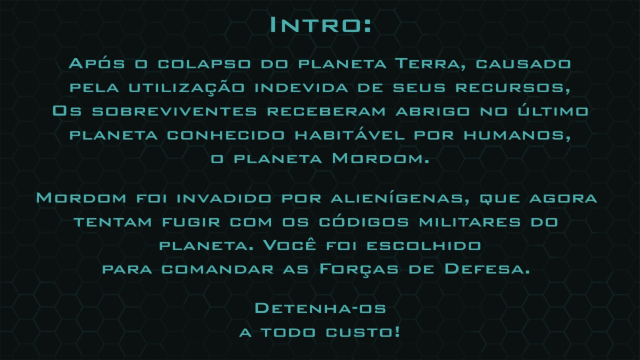 Intro:
Após o colapso do planeta Terra, causado
pela utilização indevida de seus recursos,
Os sobreviventes receberam abrigo no último
planeta conhecido habitável por humanos,
o planeta Mordom.
Mordom foi invadido por alienígenas, que agora
tentam fugir com os códigos militares do
planeta. Você foi escolhido
para comandar as Forças de Defesa.
Detenha-os
a todo custo!